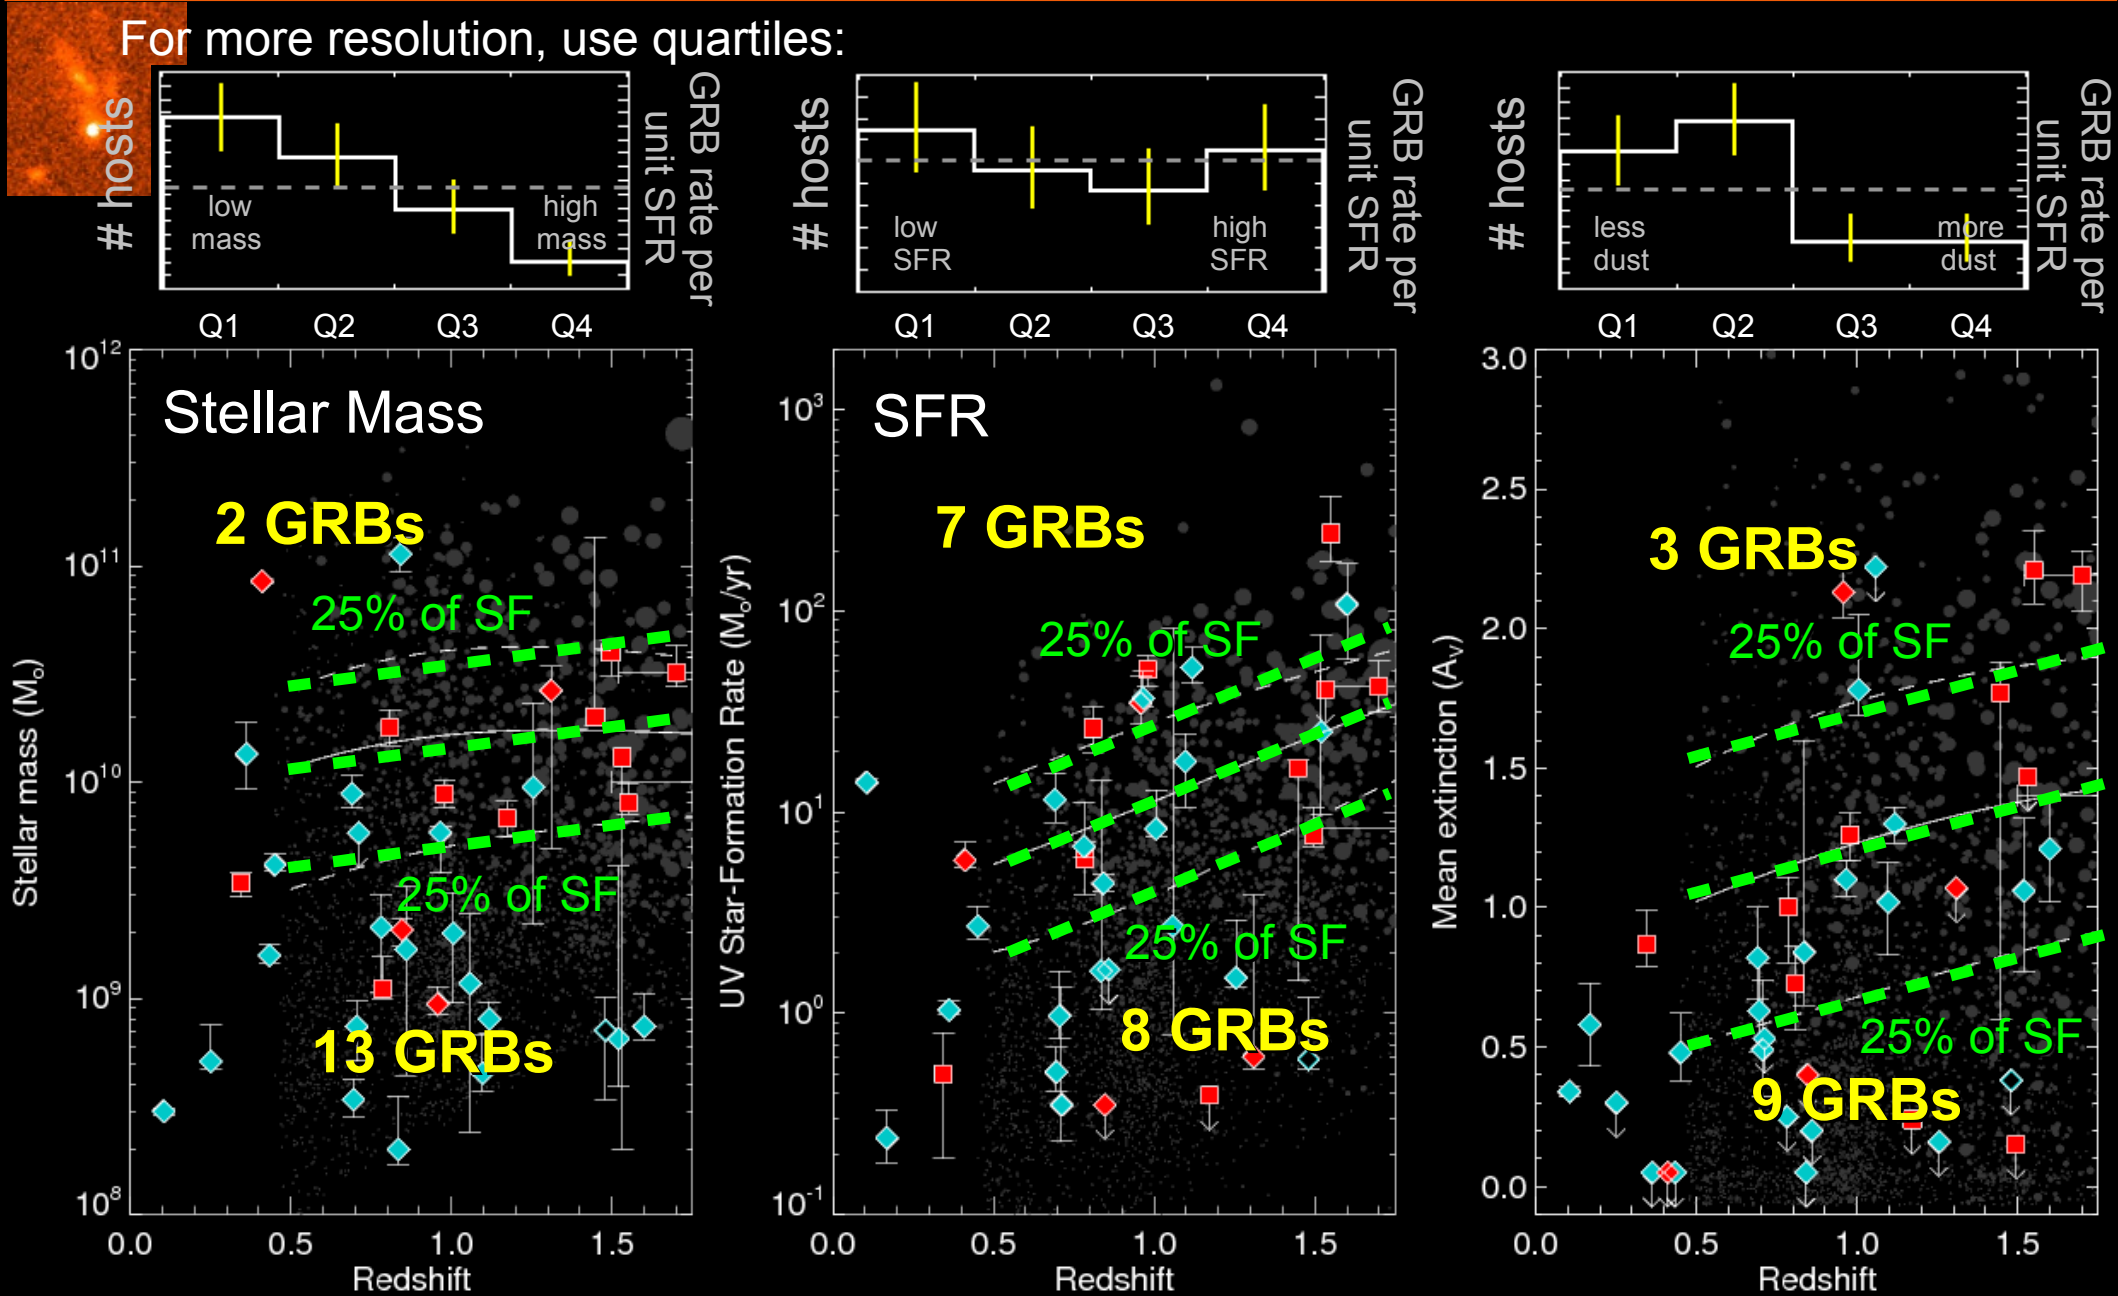 For more resolution, use quartiles:
# hosts
low
mass
high
mass
GRB rate per
unit SFR
# hosts
low
SFR
high
SFR
GRB rate per
unit SFR
# hosts
less
dust
more
dust
GRB rate per
unit SFR
Q1 Q2 Q3 Q4
Q1 Q2 Q3 Q4
Q1 Q2 Q3 Q4
Stellar Mass
2 GRBs
25% of SF
25% of SF
13 GRBs
Stellar mass (M₀)
10¹²
10¹¹
10¹⁰
10⁹
10⁸
0.0 0.5 1.0 1.5
Redshift
SFR
7 GRBs
25% of SF
25% of SF
8 GRBs
UV Star-Formation Rate (M₀/yr)
10³
10²
10¹
10⁰
10⁻¹
0.0 0.5 1.0 1.5
Redshift
3 GRBs
25% of SF
25% of SF
9 GRBs
Mean extinction (Aᵥ)
3.0
2.5
2.0
1.5
1.0
0.5
0.0
0.0 0.5 1.0 1.5
Redshift